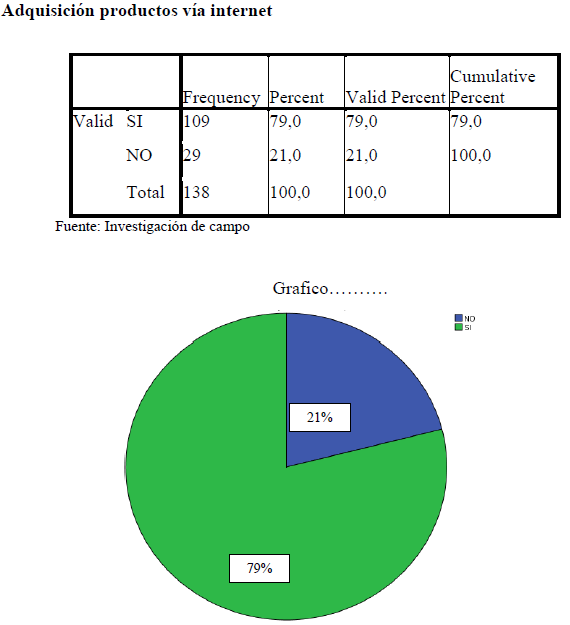 Adquisición productos vía internet
Frequency Percent Valid Percent Cumulative Percent
Valid SI 109 79,0 79,0 79,0
NO 29 21,0 21,0 100,0
Total 138 100,0 100,0
Fuente: Investigación de campo
Grafico……….
NO
SI
21%
79%